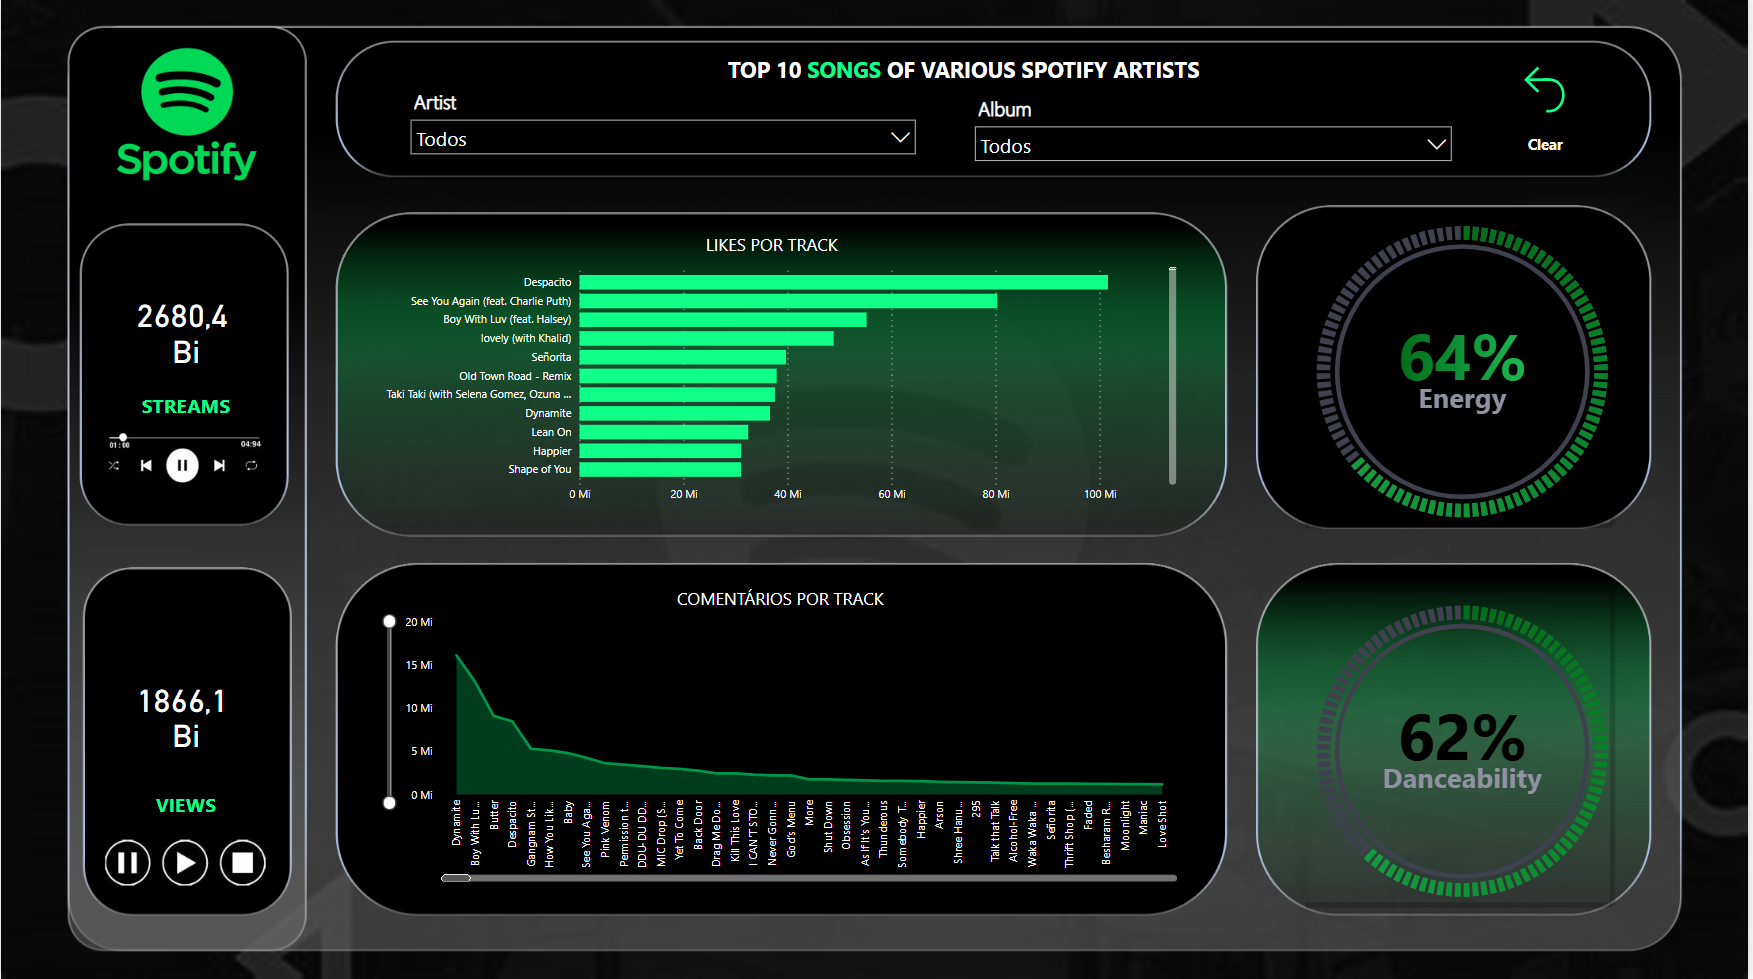 Spotify
TOP 10 SONGS OF VARIOUS SPOTIFY ARTISTS
Artist
Todos
Album
Todos
Clear
2680,4
Bi
STREAMS
01:00
04:94
1866,1
Bi
VIEWS
LIKES POR TRACK
Despacito
See You Again (feat. Charlie Puth)
Boy With Luv (feat. Halsey)
lovely (with Khalid)
Señorita
Old Town Road - Remix
Taki Taki (with Selena Gomez, Ozuna ...
Dynamite
Lean On
Happier
Shape of You
0 Mi
20 Mi
40 Mi
60 Mi
80 Mi
100 Mi
64%
Energy
COMENTÁRIOS POR TRACK
20 Mi
15 Mi
10 Mi
5 Mi
0 Mi
Dynamite
Boy With Lu...
Butter
Despacito
Gangnam St...
How You Lik...
Baby
See You Aga...
Pink Venom
Permission t...
DDU-DU DD...
MIC Drop (S...
Yet To Come
Back Door
Drag Me Do...
Kill This Love
I CAN'T STO...
Never Gonn...
God's Menu
More
Shut Down
Obsession
As If It's You...
Thunderous
Somebody T...
Happier
Arson
Shree Hanu...
295
Talk that Talk
Alcohol-Free
Waka Waka ...
Señorita
Thrift Shop (...
Faded
Besharam R...
Moonlight
Maniac
Love Shot
62%
Danceability